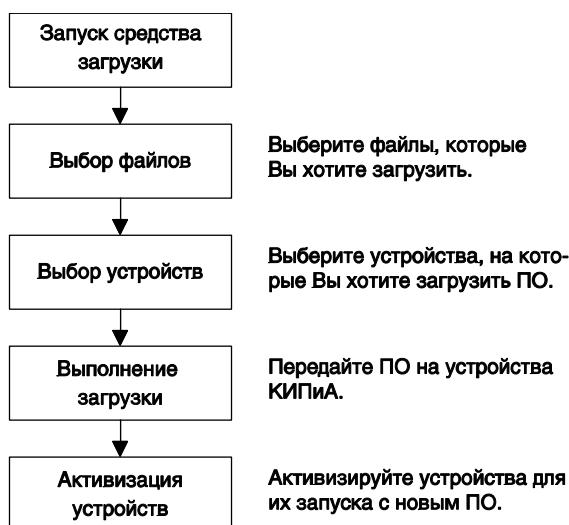 Запуск средства
загрузки
Выбор файлов
Выберите файлы, которые
Вы хотите загрузить.
Выбор устройств
Выберите устройства, на кото-
рые Вы хотите загрузить ПО.
Выполнение
загрузки
Передайте ПО на устройства
КИПиА.
Активизация
устройств
Активизируйте устройства для
их запуска с новым ПО.